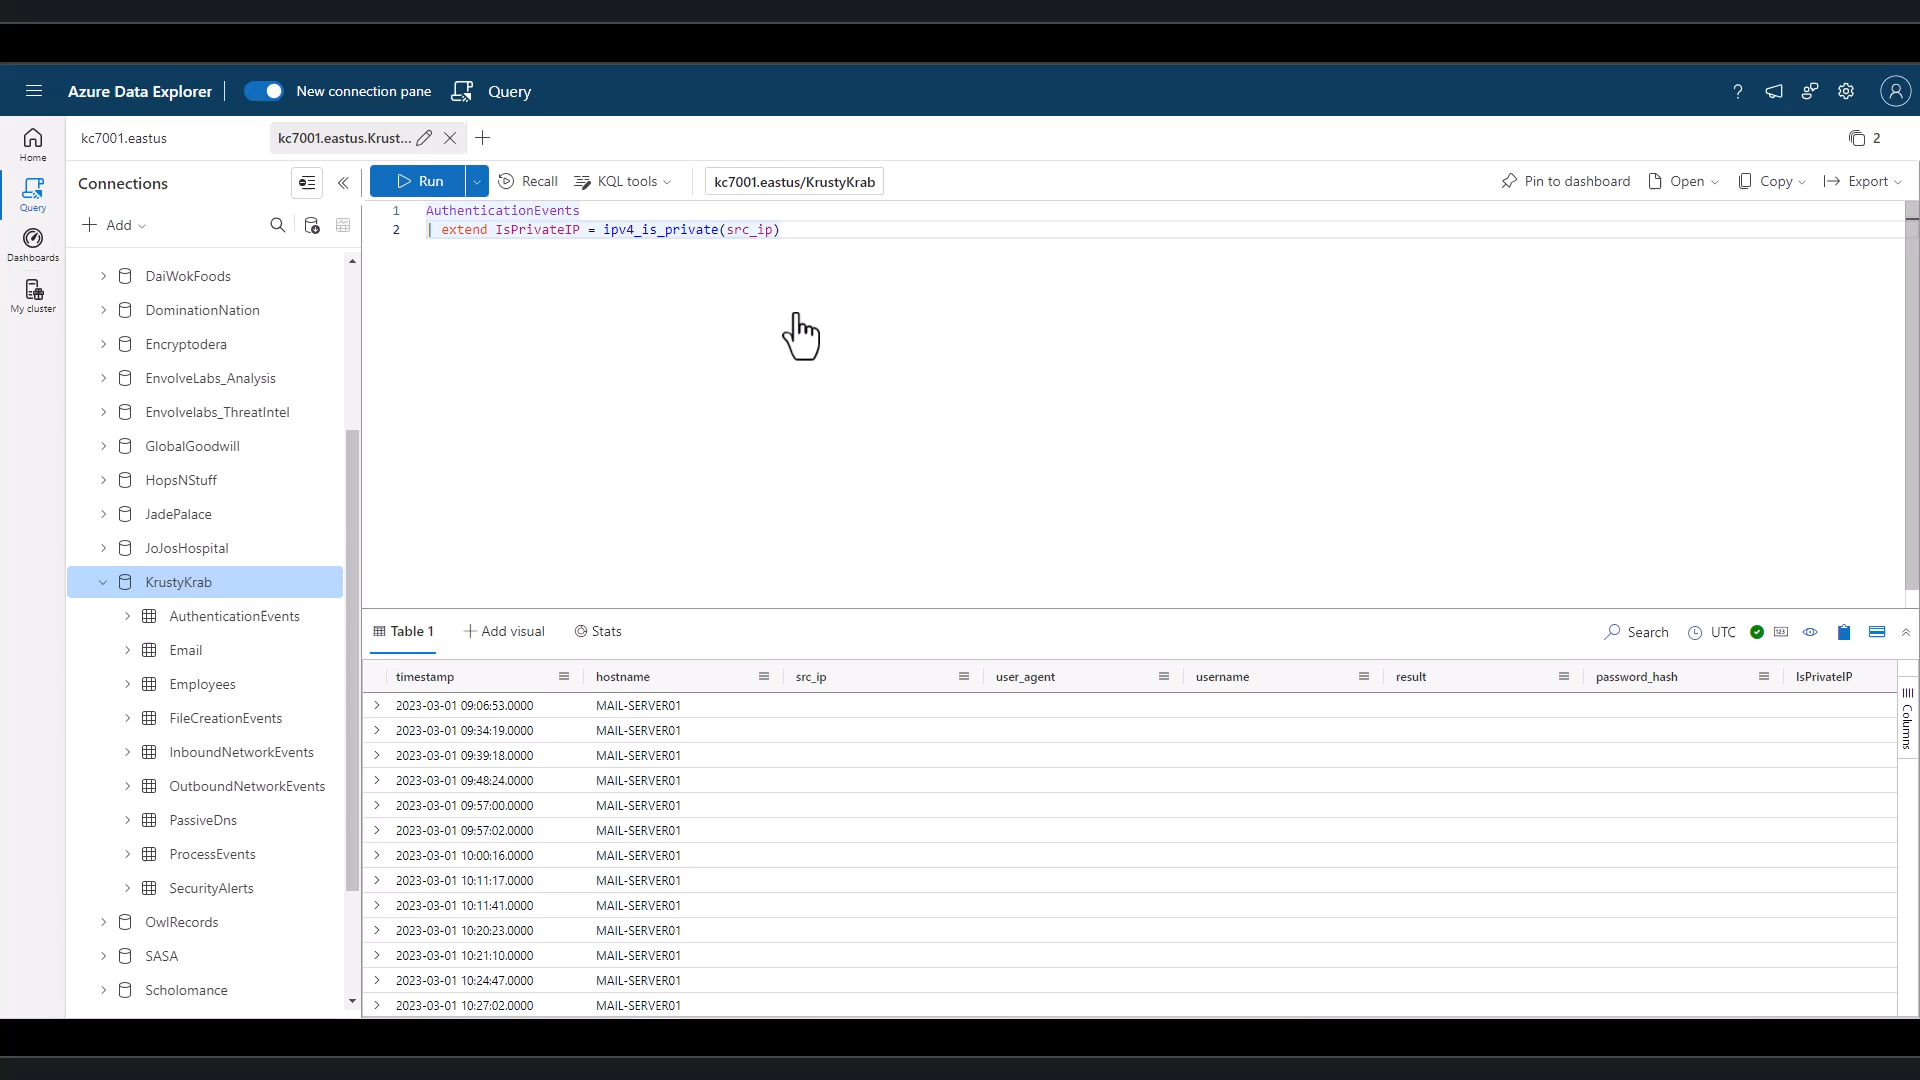 Azure Data Explorer
New connection pane
Query
kc7001.eastus
kc7001.eastus.Krust...
2
Home
Query
Dashboards
My cluster
Connections
Add
Run
Recall
KQL tools
kc7001.eastus/KrustyKrab
Pin to dashboard
Open
Copy
Export
1 AuthenticationEvents
2 | extend IsPrivateIP = ipv4_is_private(src_ip)
DaiWokFoods
DominationNation
Encryptodera
EnvolveLabs_Analysis
Envolvelabs_ThreatIntel
GlobalGoodwill
HopsNStuff
JadePalace
JoJosHospital
KrustyKrab
AuthenticationEvents
Email
Employees
FileCreationEvents
InboundNetworkEvents
OutboundNetworkEvents
PassiveDns
ProcessEvents
SecurityAlerts
OwlRecords
SASA
Scholomance
Table 1
Add visual
Stats
Search
UTC
timestamp hostname src_ip user_agent username result password_hash IsPrivateIP
2023-03-01 09:06:53.0000 MAIL-SERVER01
2023-03-01 09:34:19.0000 MAIL-SERVER01
2023-03-01 09:39:18.0000 MAIL-SERVER01
2023-03-01 09:48:24.0000 MAIL-SERVER01
2023-03-01 09:57:00.0000 MAIL-SERVER01
2023-03-01 09:57:02.0000 MAIL-SERVER01
2023-03-01 10:00:16.0000 MAIL-SERVER01
2023-03-01 10:11:17.0000 MAIL-SERVER01
2023-03-01 10:11:41.0000 MAIL-SERVER01
2023-03-01 10:20:23.0000 MAIL-SERVER01
2023-03-01 10:21:10.0000 MAIL-SERVER01
2023-03-01 10:24:47.0000 MAIL-SERVER01
2023-03-01 10:27:02.0000 MAIL-SERVER01
Columns